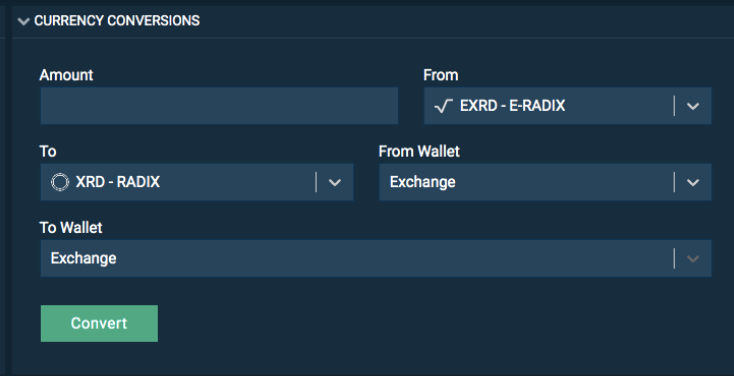 CURRENCY CONVERSIONS
Amount
From
EXRD - E-RADIX
To
From Wallet
XRD - RADIX
Exchange
To Wallet
Exchange
Convert